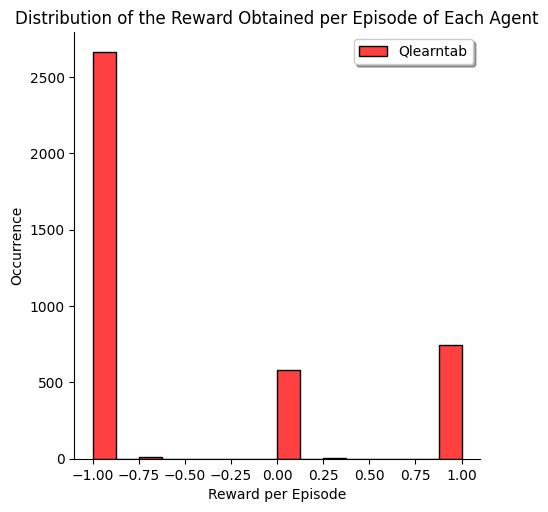 Distribution of the Reward Obtained per Episode of Each Agent
Qlearntab
Occurrence
2500
2000
1500
1000
500
0
−1.00 −0.75 −0.50 −0.25 0.00 0.25 0.50 0.75 1.00
Reward per Episode